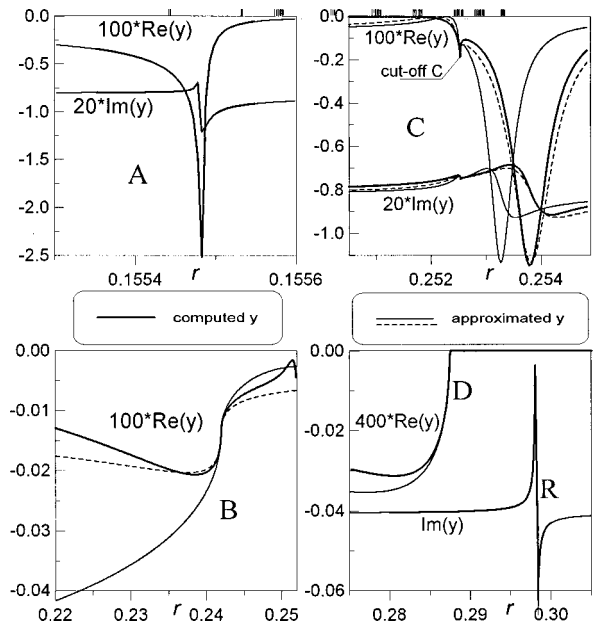 0.0
100*Re(y)
-0.5
20*Im(y)
-1.0
A
-1.5
-2.0
-2.5
0.1554
r
0.1556
0.0
100*Re(y)
cut-off C
-0.2
-0.4
C
-0.6
-0.8
20*Im(y)
-1.0
0.252
r
0.254
computed y
approximated y
0.00
-0.01
100*Re(y)
-0.02
B
-0.03
-0.04
0.22
0.23
r
0.24
0.25
0.00
D
400*Re(y)
-0.02
-0.04
R
Im(y)
-0.06
0.28
0.29
r
0.30